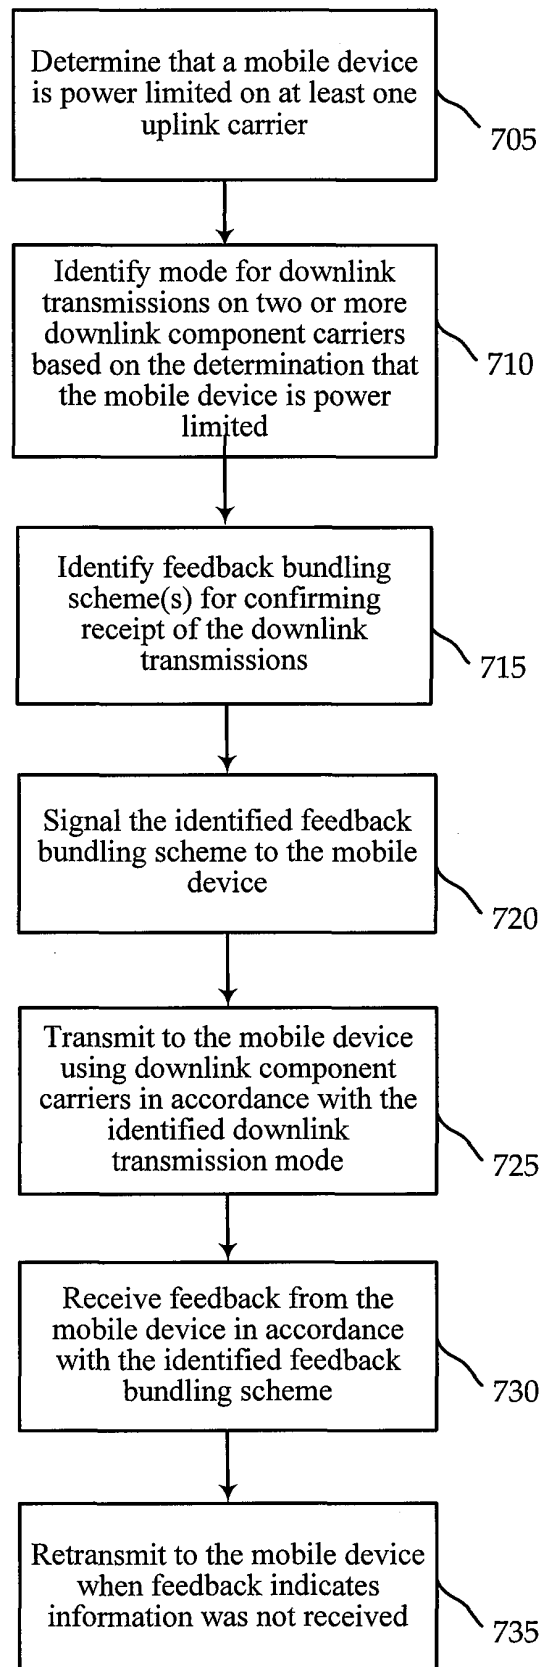 Determine that a mobile device
is power limited on at least one
uplink carrier
705
Identify mode for downlink
transmissions on two or more
downlink component carriers
based on the determination that
the mobile device is power
limited
710
Identify feedback bundling
scheme(s) for confirming
receipt of the downlink
transmissions
715
Signal the identified feedback
bundling scheme to the mobile
device
720
Transmit to the mobile device
using downlink component
carriers in accordance with the
identified downlink
transmission mode
725
Receive feedback from the
mobile device in accordance
with the identified feedback
bundling scheme
730
Retransmit to the mobile device
when feedback indicates
information was not received
735